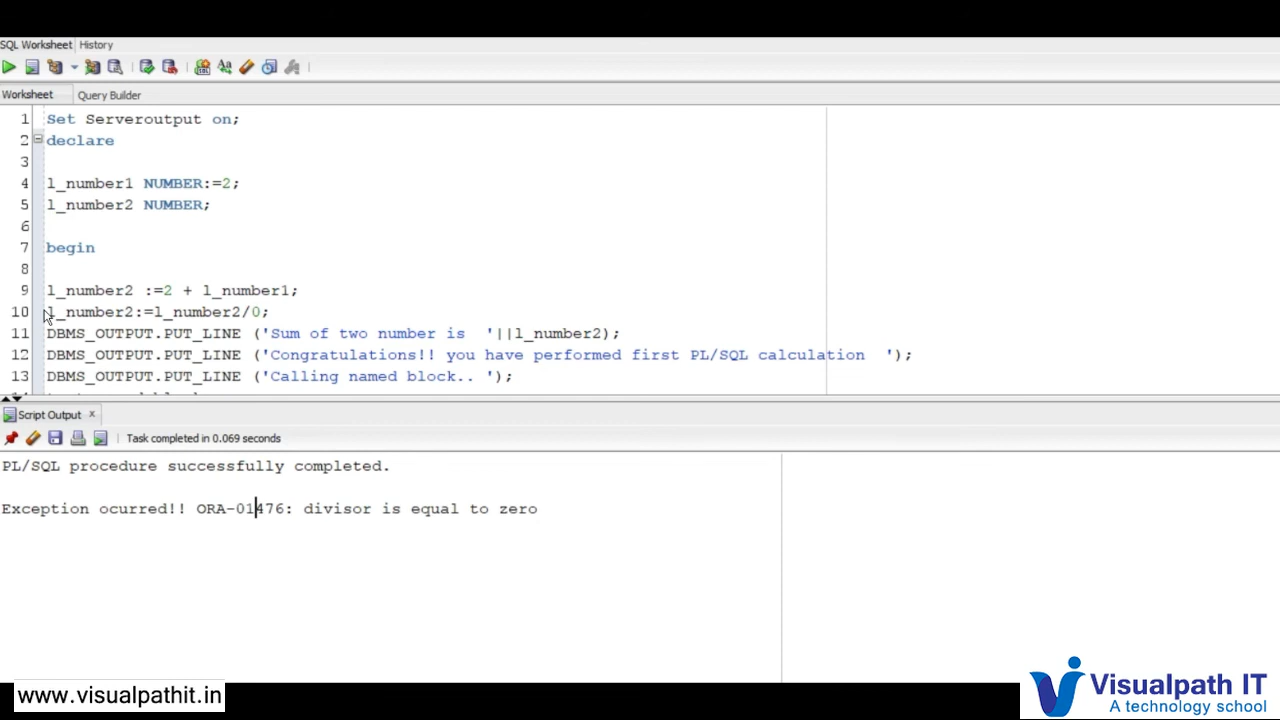 SQL Worksheet History
Worksheet Query Builder
1 Set Serveroutput on;
2 declare
3
4 l_number1 NUMBER:=2;
5 l_number2 NUMBER;
6
7 begin
8
9 l_number2 :=2 + l_number1;
10 l_number2:=l_number2/0;
11 DBMS_OUTPUT.PUT_LINE ('Sum of two number is '||l_number2);
12 DBMS_OUTPUT.PUT_LINE ('Congratulations!! you have performed first PL/SQL calculation ');
13 DBMS_OUTPUT.PUT_LINE ('Calling named block.. ');
Script Output x
Task completed in 0.069 seconds
PL/SQL procedure successfully completed.
Exception ocurred!! ORA-01476: divisor is equal to zero
www.visualpathit.in
Visualpath IT
A technology school